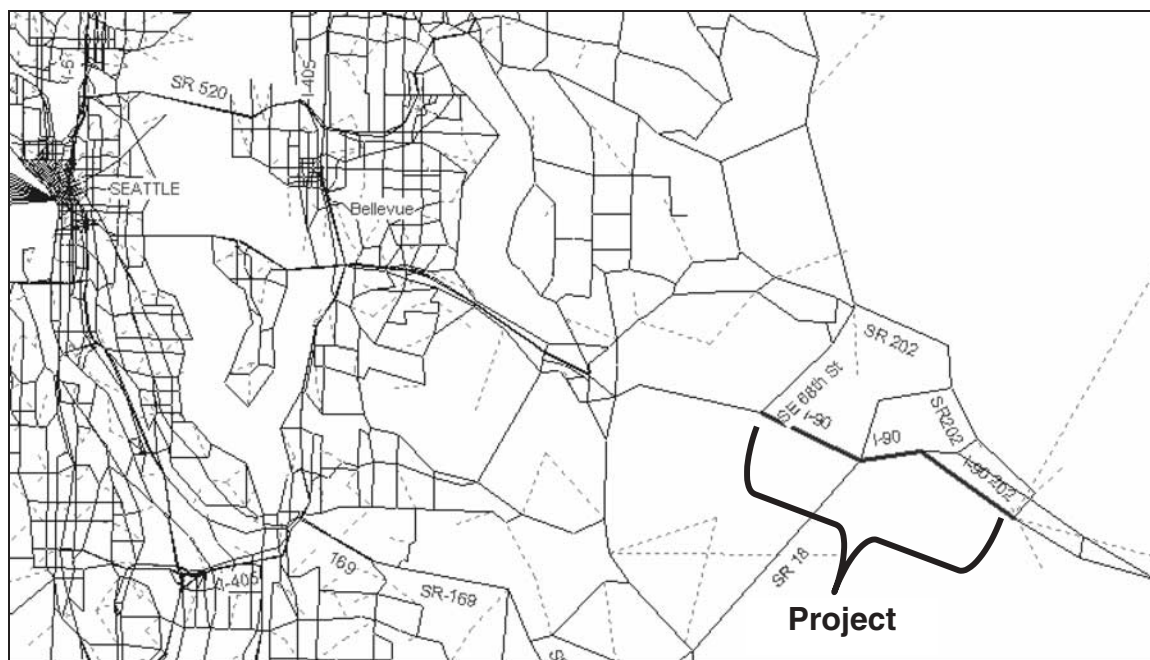 I-5
SR 520
I-405
SEATTLE
Bellevue
SR 202
SE 68th St
I-90
I-90
SR202
I-90 202
SR 18
I-405
169
SR-169
Project